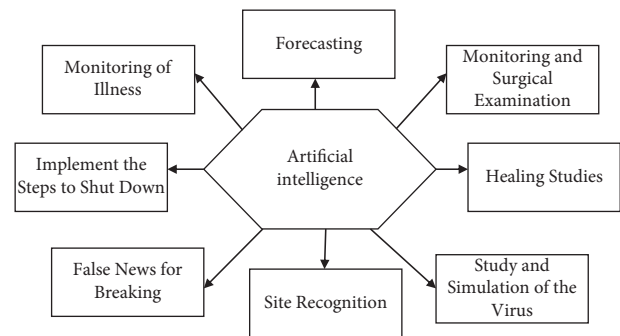 Forecasting
Monitoring of
Illness
Monitoring and
Surgical
Examination
Implement the
Steps to Shut Down
Artificial
intelligence
Healing Studies
False News for
Breaking
Site Recognition
Study and
Simulation of the
Virus